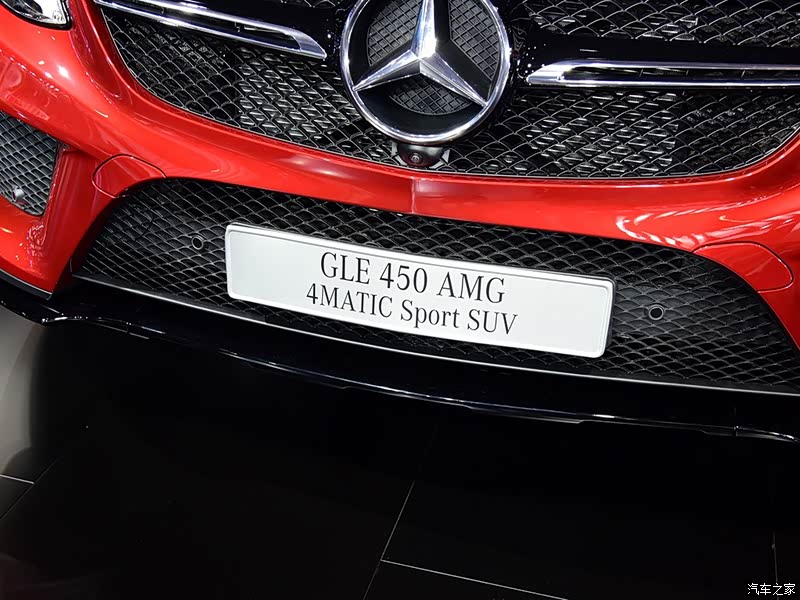 GLE 450 AMG
4MATIC Sport SUV
汽车之家